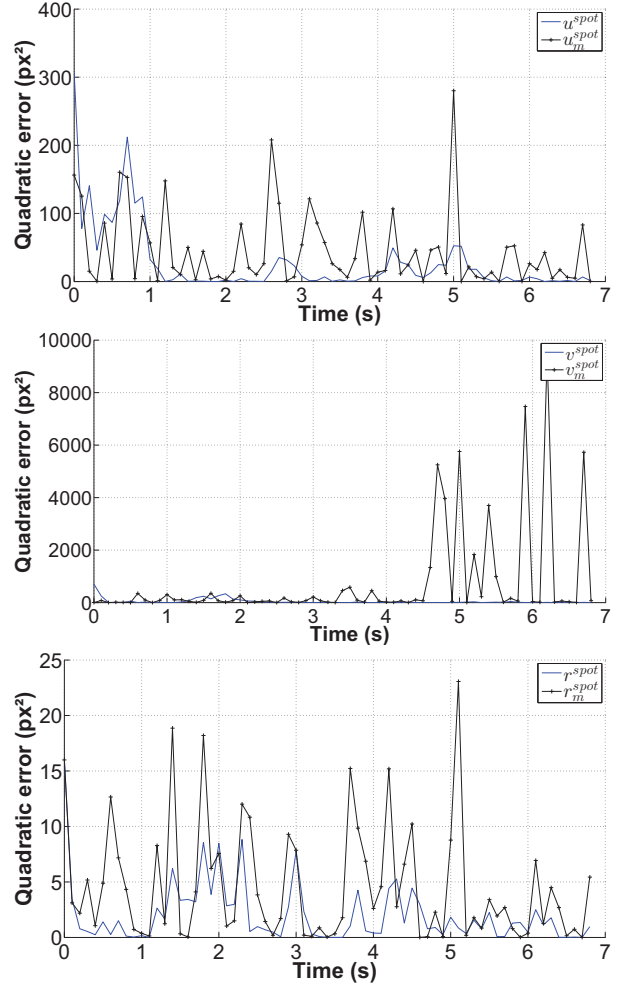 400
300
200
100
0
Quadratic error (px²)
u^{spot}
u_m^{spot}
0 1 2 3 4 5 6 7
Time (s)
10000
8000
6000
4000
2000
0
Quadratic error (px²)
v^{spot}
v_m^{spot}
0 1 2 3 4 5 6 7
Time (s)
25
20
15
10
5
0
Quadratic error (px²)
r^{spot}
r_m^{spot}
0 1 2 3 4 5 6 7
Time (s)